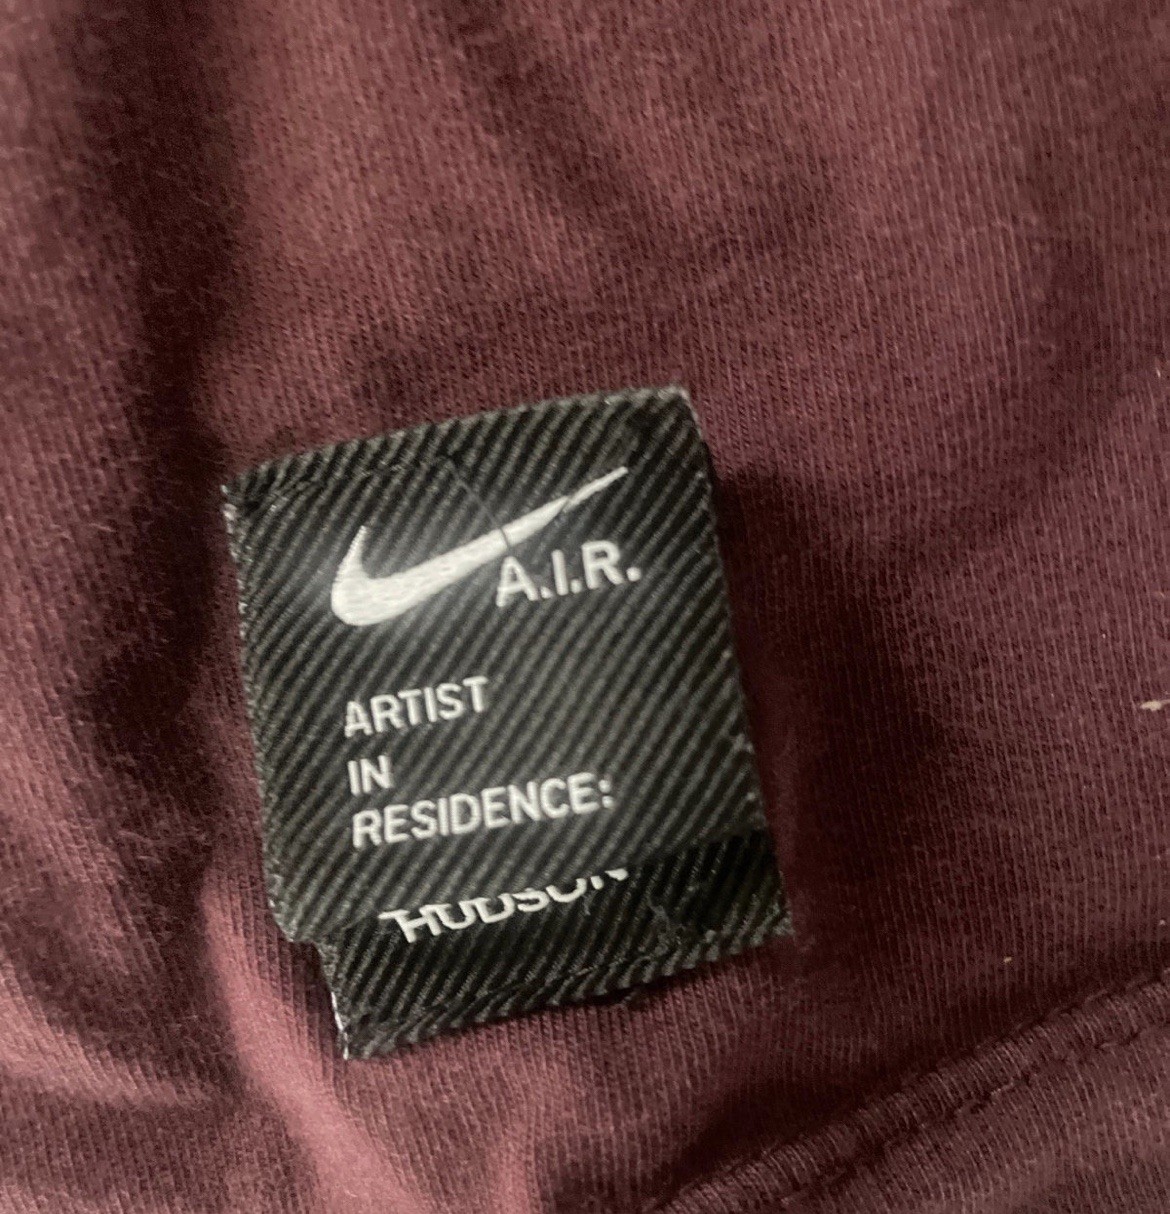 A.I.R.
ARTIST
IN
RESIDENCE:
HUDSON